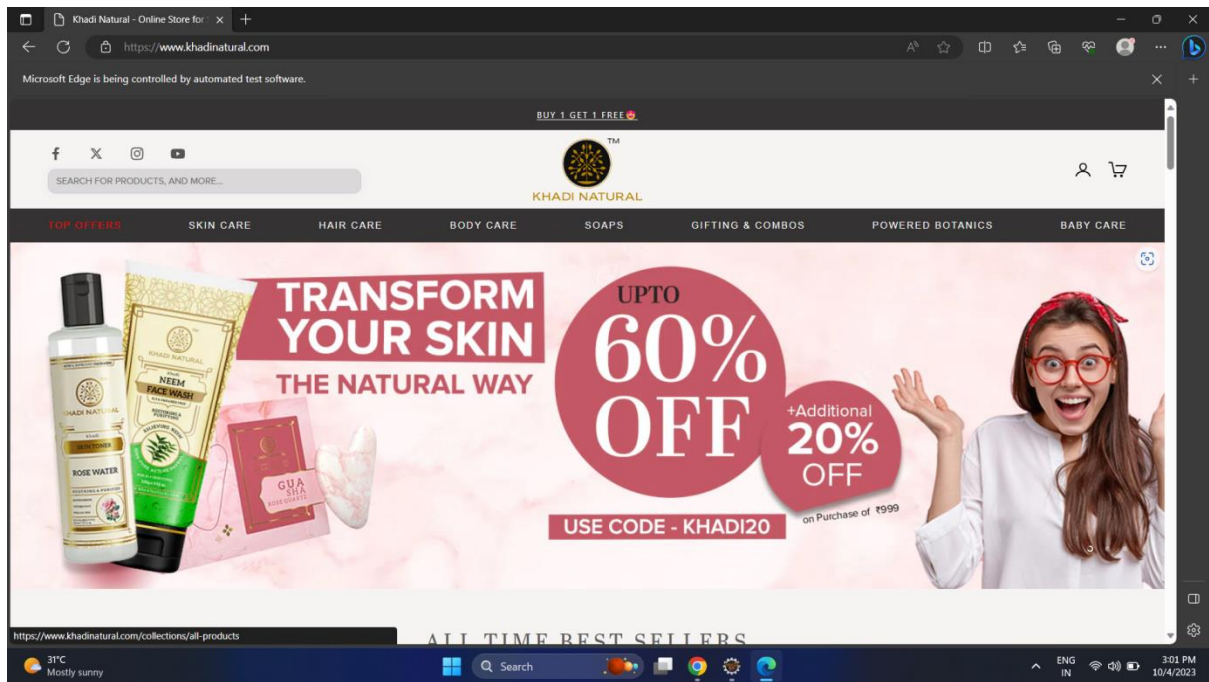 Khadi Natural - Online Store for
https://www.khadinatural.com
Microsoft Edge is being controlled by automated test software.
BUY 1 GET 1 FREE😍
SEARCH FOR PRODUCTS, AND MORE...
TM
KHADI NATURAL
TOP OFFERS SKIN CARE HAIR CARE BODY CARE SOAPS GIFTING & COMBOS POWERED BOTANICS BABY CARE
TRANSFORM
YOUR SKIN
THE NATURAL WAY
UPTO
60%
OFF
+Additional
20%
OFF
on Purchase of ₹999
USE CODE - KHADI20
KHADI NATURAL
Khadi
NEEM
FACE WASH
KHADI NATURAL
Khadi
SKIN TONER
ROSE WATER
GUA
SHA
ROSE QUARTZ
ALL TIME BEST SELLERS
https://www.khadinatural.com/collections/all-products
31°C
Mostly sunny
Search
ENG
IN
3:01 PM
10/4/2023